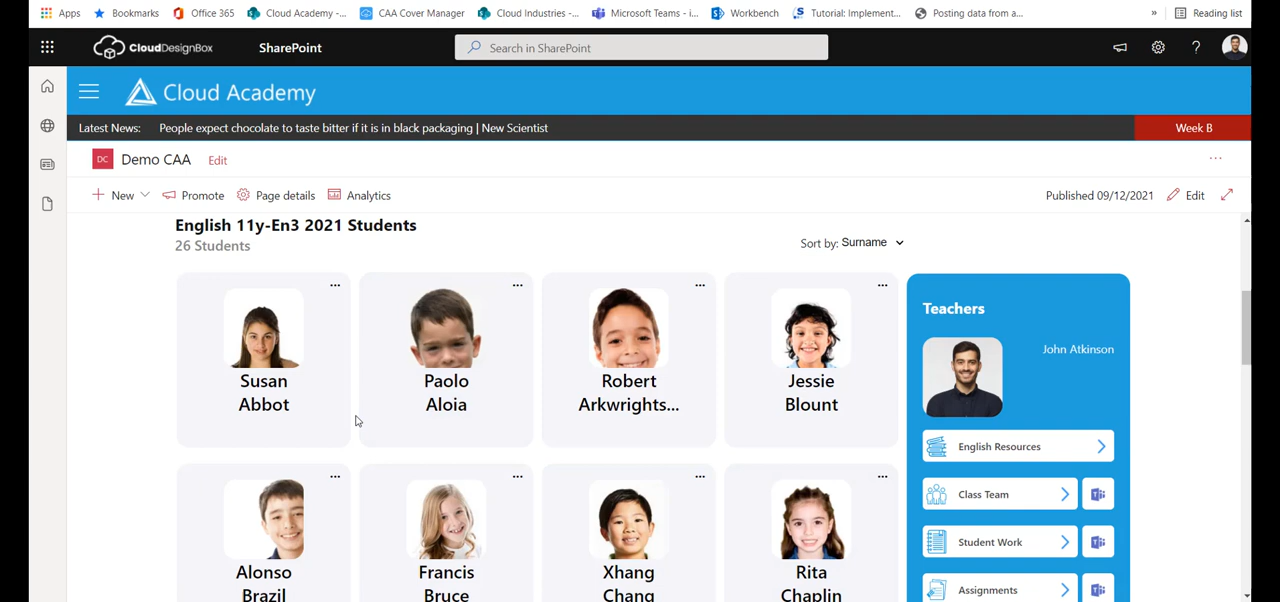 Apps Bookmarks Office 365 Cloud Academy -... CAA Cover Manager Cloud Industries -... Microsoft Teams - i... Workbench Tutorial: Implement... Posting data from a... » Reading list
CloudDesignBox SharePoint Search in SharePoint ?
Cloud Academy
Latest News: People expect chocolate to taste bitter if it is in black packaging | New Scientist Week B
DC Demo CAA Edit ...
New Promote Page details Analytics Published 09/12/2021 Edit
English 11y-En3 2021 Students
26 Students
Sort by: Surname
Susan
Abbot
Paolo
Aloia
Robert
Arkwrights...
Jessie
Blount
Alonso
Brazil
Francis
Bruce
Xhang
Chang
Rita
Chaplin
Teachers
John Atkinson
English Resources
Class Team
Student Work
Assignments